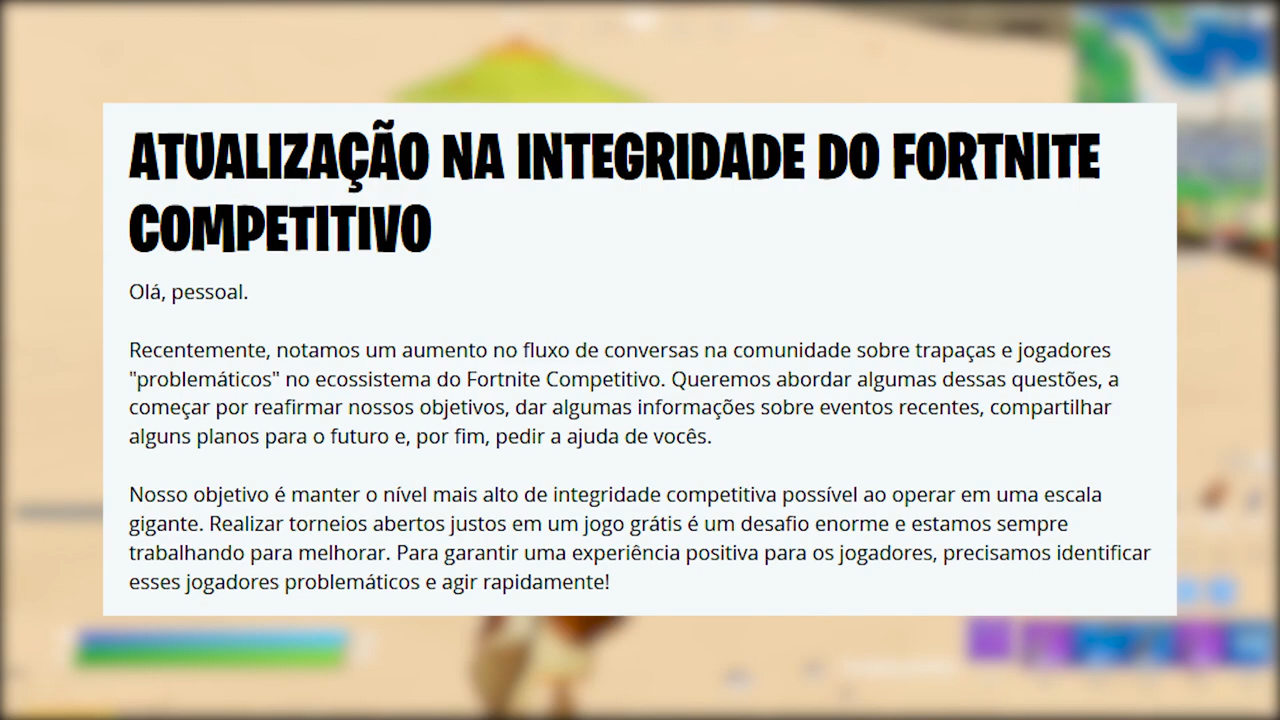 ATUALIZAÇÃO NA INTEGRIDADE DO FORTNITE
COMPETITIVO
Olá, pessoal.
Recentemente, notamos um aumento no fluxo de conversas na comunidade sobre trapaças e jogadores
"problemáticos" no ecossistema do Fortnite Competitivo. Queremos abordar algumas dessas questões, a
começar por reafirmar nossos objetivos, dar algumas informações sobre eventos recentes, compartilhar
alguns planos para o futuro e, por fim, pedir a ajuda de vocês.
Nosso objetivo é manter o nível mais alto de integridade competitiva possível ao operar em uma escala
gigante. Realizar torneios abertos justos em um jogo grátis é um desafio enorme e estamos sempre
trabalhando para melhorar. Para garantir uma experiência positiva para os jogadores, precisamos identificar
esses jogadores problemáticos e agir rapidamente!